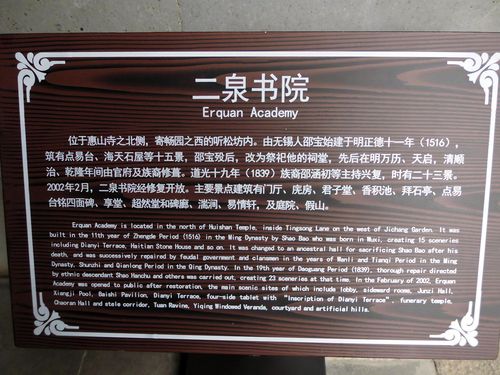 二泉书院
Erquan Academy
位于惠山寺之北侧，寄畅园之西的听松坊内。由无锡人邵宝始建于明正德十一年（1516），
筑有点易台、海天石屋等十五景，邵宝殁后，改为祭祀他的祠堂，先后在明万历、天启，清顺
治、乾隆年间由官府及族裔修葺。道光十九年（1839）族裔邵涵初等主持兴复，时有二十三景。
2002年2月，二泉书院经修复开放。主要景点建筑有门厅、庑房、君子堂、香积池、拜石亭、点易
台铭四面碑、享堂、超然堂和碑廊、湍涧、易惰轩，及庭院、假山。
Erquan Academy is located in the north of Huishan Temple, inside Tingsong Lane on the west of Jichang Garden. It was
built in the 11th year of Zhengde Period (1516) in the Ming Dynasty by Shao Bao who was born in Wuxi, creating 15 sceneries
including Dianyi Terrace, Haitian Stone House and so on. It was changed to an ancestral hall for sacrificing Shao Bao after his
death, and was successively repaired by feudal government and clansmen in the years of Wanli and Tianqi Period in the Ming
Dynasty, Shunzhi and Qianlong Period in the Qing Dynasty. In the 19th year of Daoguang Period (1839), thorough repair directed
by ethnic descendant Shao Hanchu and others was carried out, creating 23 sceneries at that time. In the February of 2002, Erquan
Academy was opened to public after restoration, the main scenic sites of which include lobby, sideward rooms, Junzi Hall,
Xiangji Pool, Baishi Pavilion, Dianyi Terrace, four-side tablet with "Inscription of Dianyi Terrace", funerary temple,
Chaoran Hall and stele corridor, Tuan Ravine, Yiqing Windowed Veranda, courtyard and artificial hills.